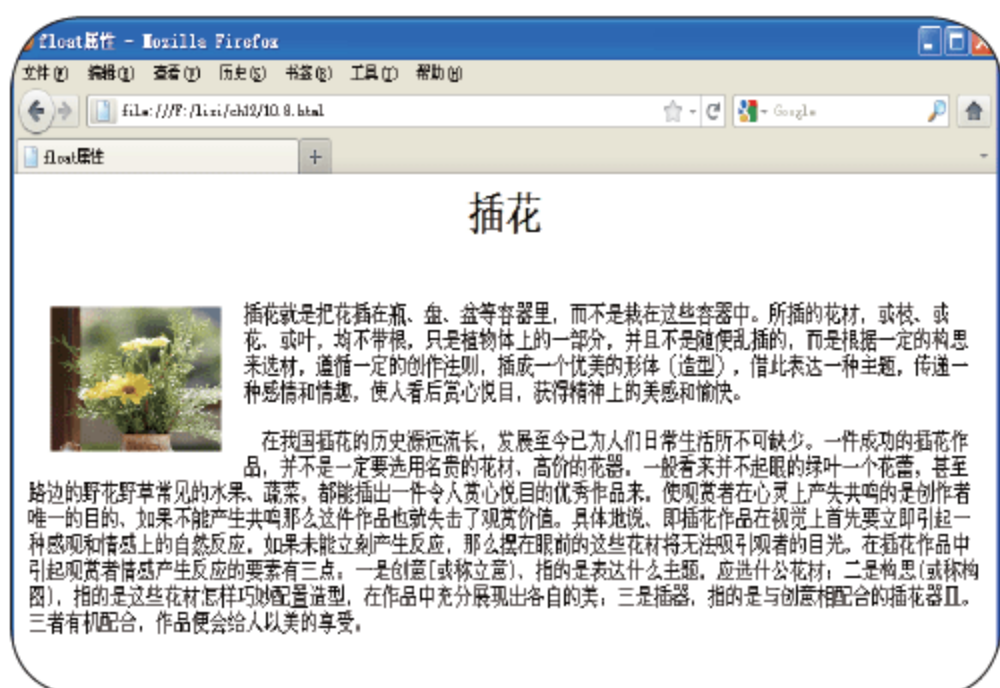 float属性 - Mozilla Firefox
文件(F) 编辑(E) 查看(V) 历史(S) 书签(B) 工具(T) 帮助(H)
file:///F:/lizi/ch12/10.8.html
Google
float属性
插花
插花就是把花插在瓶、盘、盆等容器里，而不是栽在这些容器中。所插的花材，或枝、或
花、或叶，均不带根，只是植物体上的一部分，并且不是随便乱插的，而是根据一定的构思
来选材，遵循一定的创作法则，插成一个优美的形体（造型），借此表达一种主题，传递一
种感情和情趣，使人看后赏心悦目，获得精神上的美感和愉快。
在我国插花的历史源远流长，发展至今已为人们日常生活所不可缺少。一件成功的插花作
品，并不是一定要选用名贵的花材、高价的花器。一般看来并不起眼的绿叶一个花蕾，甚至
路边的野花野草常见的水果、蔬菜，都能插出一件令人赏心悦目的优秀作品来。使观赏者在心灵上产失共鸣的是创作者
唯一的目的、如果不能产生共鸣那么这件作品也就失击了观赏价值。具体地说、即插花作品在视觉上首先要立即引起一
种感观和情感上的自然反应，如果未能立刻产生反应，那么摆在眼前的这些花材将无法吸引观者的目光。在插花作品中
引起观赏者情感产生反应的要素有三点：一是创意[或称立意)，指的是表达什么主题，应选什公花材；二是构思(或称构
图)，指的是这些花材怎样巧妙配置造型，在作品中充分展现出各自的美；三是插器，指的是与创意相配合的插花器皿。
三者有机配合，作品便会给人以美的享受。